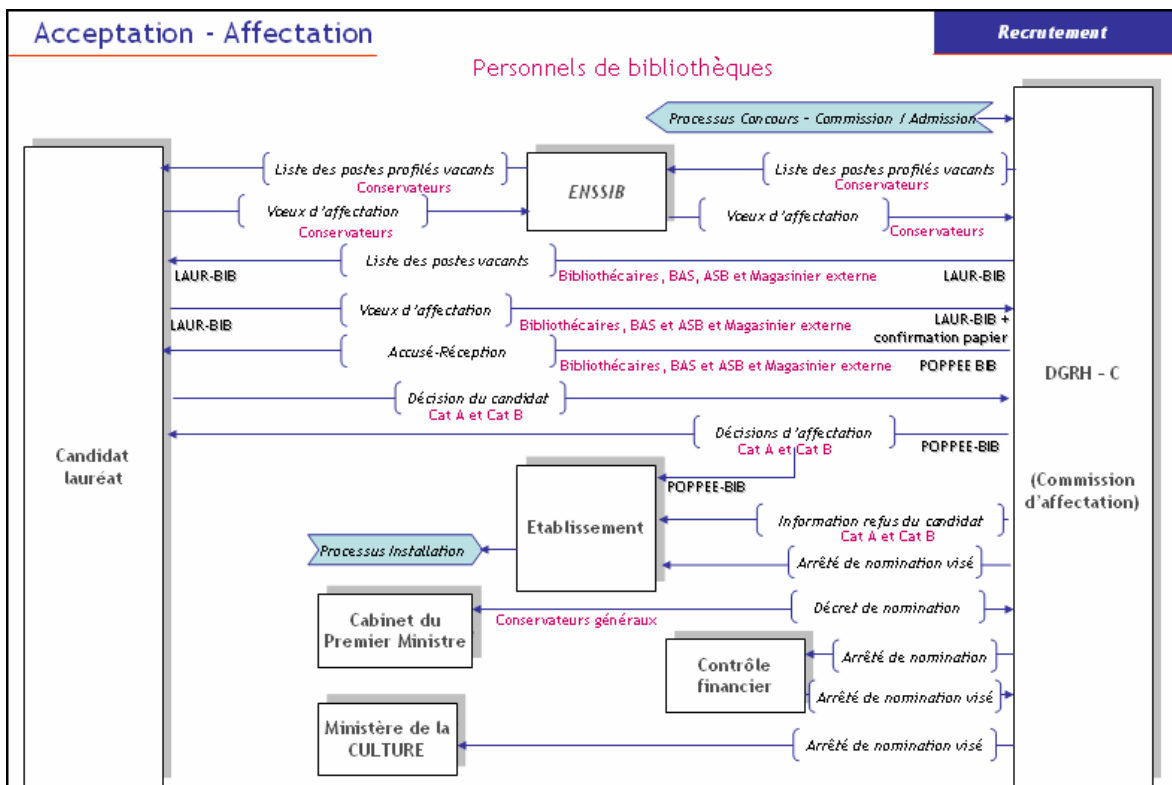 Acceptation - Affectation
Recrutement
Personnels de bibliothèques
Processus Concours - Commission / Admission
Liste des postes profilés vacants
Conservateurs
ENSSIB
Liste des postes profilés vacants
Conservateurs
Vœux d'affectation
Conservateurs
Vœux d'affectation
Conservateurs
Liste des postes vacants
LAUR-BIB
Bibliothécaires, BAS, ASB et Magasinier externe
LAUR-BIB
Vœux d'affectation
LAUR-BIB
Bibliothécaires, BAS et ASB et Magasinier externe
LAUR-BIB +
confirmation papier
Accusé-Réception
Bibliothécaires, BAS et ASB et Magasinier externe
POPPEE BIB
DGRH - C
(Commission
d'affectation)
Décision du candidat
Cat A et Cat B
Candidat
lauréat
Décisions d'affectation
Cat A et Cat B
POPPEE-BIB
POPPEE-BIB
Etablissement
Information refus du candidat
Cat A et Cat B
Processus Installation
Arrêté de nomination visé
Cabinet du
Premier Ministre
Conservateurs généraux
Décret de nomination
Contrôle
financier
Arrêté de nomination
Arrêté de nomination visé
Ministère de la
CULTURE
Arrêté de nomination visé